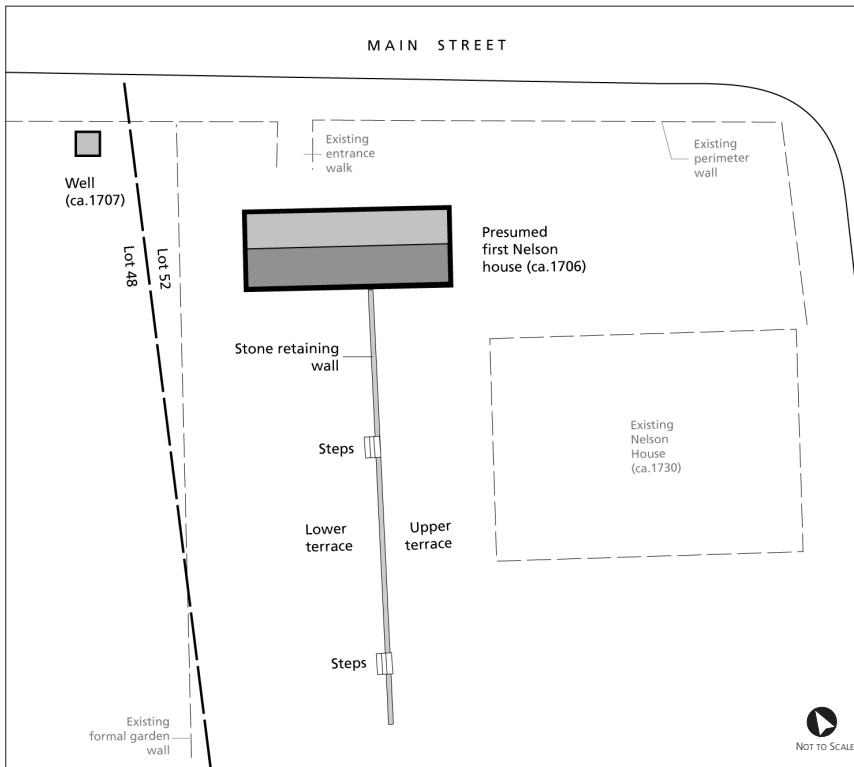 MAIN STREET
Existing
entrance
walk
Existing
perimeter
wall
Well
(ca.1707)
Lot 48
Lot 52
Presumed
first Nelson
house (ca.1706)
Stone retaining
wall
Steps
Existing
Nelson
House
(ca.1730)
Lower
terrace
Upper
terrace
Steps
Existing
formal garden
wall
NOT TO SCALE